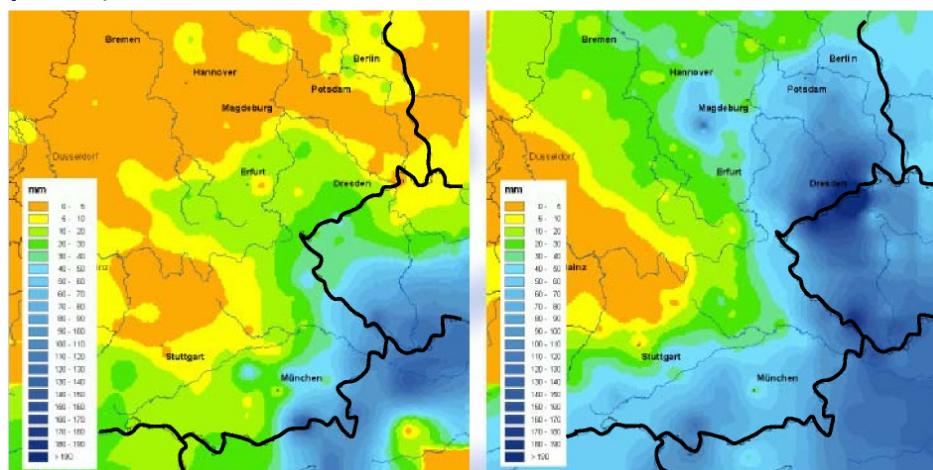 Bremen
Berlin
Hannover
Potsdam
Magdeburg
Düsseldorf
Erfurt
Dresden
mm
0 - 5
5 - 10
10 - 20
20 - 30
30 - 40
40 - 50
50 - 60
60 - 70
70 - 80
80 - 90
90 - 100
100 - 110
110 - 120
120 - 130
130 - 140
140 - 150
150 - 160
160 - 170
170 - 180
180 - 190
>190
ainz
Stuttgart
München
Bremen
Berlin
Hannover
Potsdam
Magdeburg
Düsseldorf
Erfurt
Dresden
mm
0 - 5
5 - 10
10 - 20
20 - 30
30 - 40
40 - 50
50 - 60
60 - 70
70 - 80
80 - 90
90 - 100
100 - 110
110 - 120
120 - 130
130 - 140
140 - 150
150 - 160
160 - 170
170 - 180
180 - 190
>190
ainz
Stuttgart
München